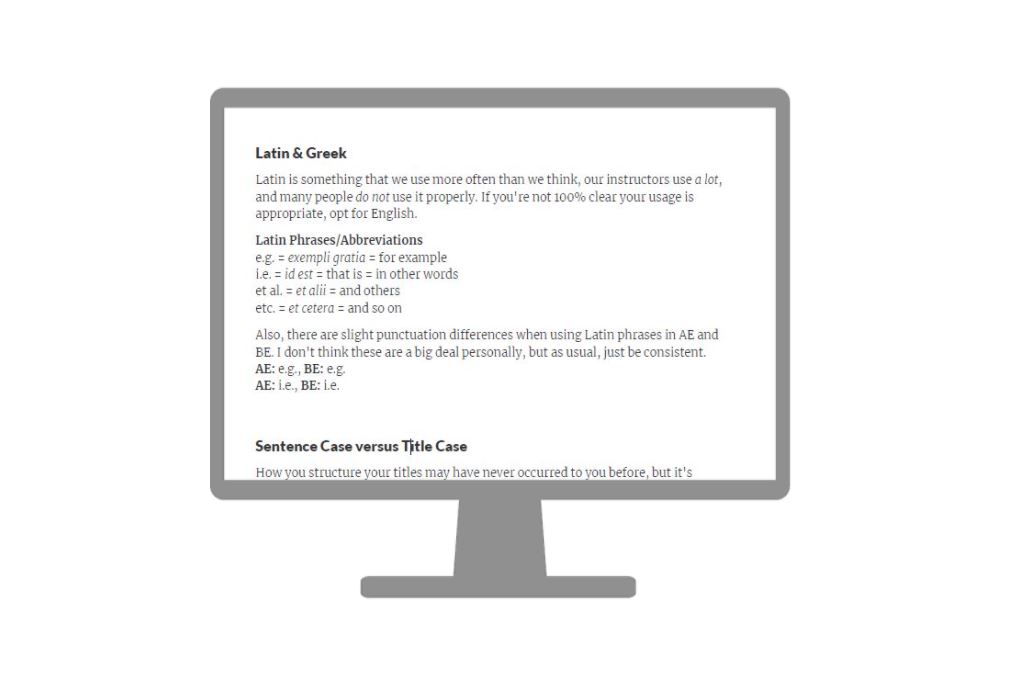 Latin & Greek
Latin is something that we use more often than we think, our instructors use a lot,
and many people do not use it properly. If you're not 100% clear your usage is
appropriate, opt for English.
Latin Phrases/Abbreviations
e.g. = exempli gratia = for example
i.e. = id est = that is = in other words
et al. = et alii = and others
etc. = et cetera = and so on
Also, there are slight punctuation differences when using Latin phrases in AE and
BE. I don't think these are a big deal personally, but as usual, just be consistent.
AE: e.g., BE: e.g.
AE: i.e., BE: i.e.
Sentence Case versus Title Case
How you structure your titles may have never occurred to you before, but it's